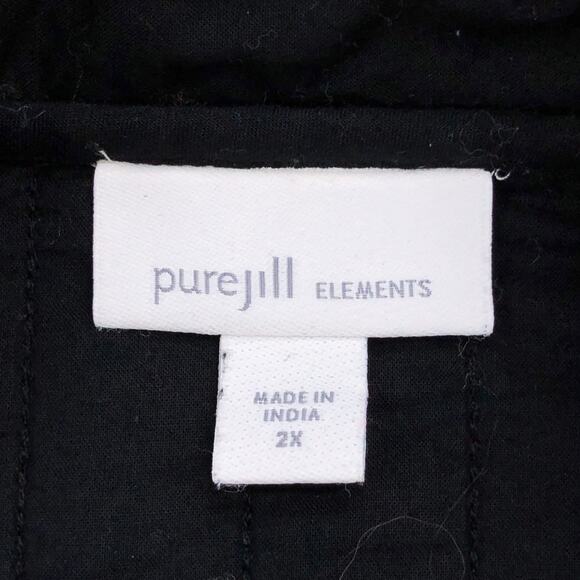 purejill ELEMENTS
MADE IN
INDIA
2X